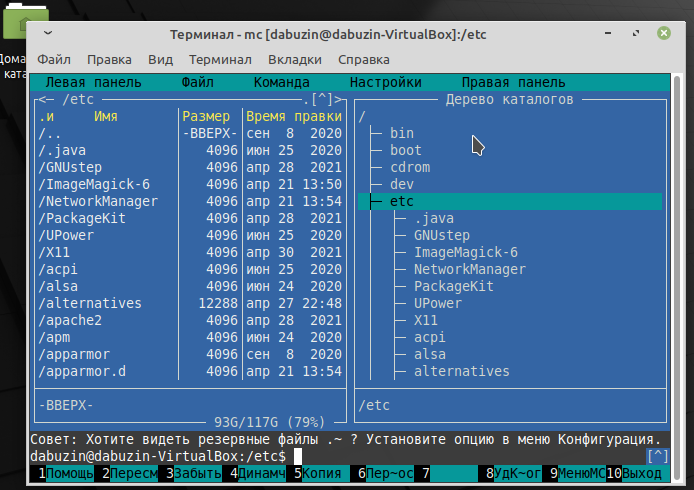 Терминал - mc [dabuzin@dabuzin-VirtualBox]:/etc
Файл Правка Вид Терминал Вкладки Справка
Левая панель Файл Команда Настройки Правая панель
<─ /etc .[^]>
.и Имя Размер Время правки
/.. -ВВЕРХ- сен 8 2020
/.java 4096 июн 25 2020
/GNUstep 4096 апр 28 2021
/ImageMagick-6 4096 апр 21 13:50
/NetworkManager 4096 апр 21 13:54
/PackageKit 4096 апр 28 2021
/UPower 4096 июн 25 2020
/X11 4096 апр 30 2021
/acpi 4096 июн 25 2020
/alsa 4096 июн 24 2020
/alternatives 12288 апр 27 22:48
/apache2 4096 апр 28 2021
/apm 4096 июн 24 2020
/apparmor 4096 сен 8 2020
/apparmor.d 4096 апр 21 13:54
-ВВЕРХ-
93G/117G (79%)
Дерево каталогов
/
bin
boot
cdrom
dev
etc
.java
GNUstep
ImageMagick-6
NetworkManager
PackageKit
UPower
X11
acpi
alsa
alternatives
/etc
Совет: Хотите видеть резервные файлы .~ ? Установите опцию в меню Конфигурация.
dabuzin@dabuzin-VirtualBox:/etc$ [^]
1Помощь 2Пересм 3Забыть 4Динамч 5Копия 6Пер~ос 7 8УдК~ог 9МенюМС 10Выход